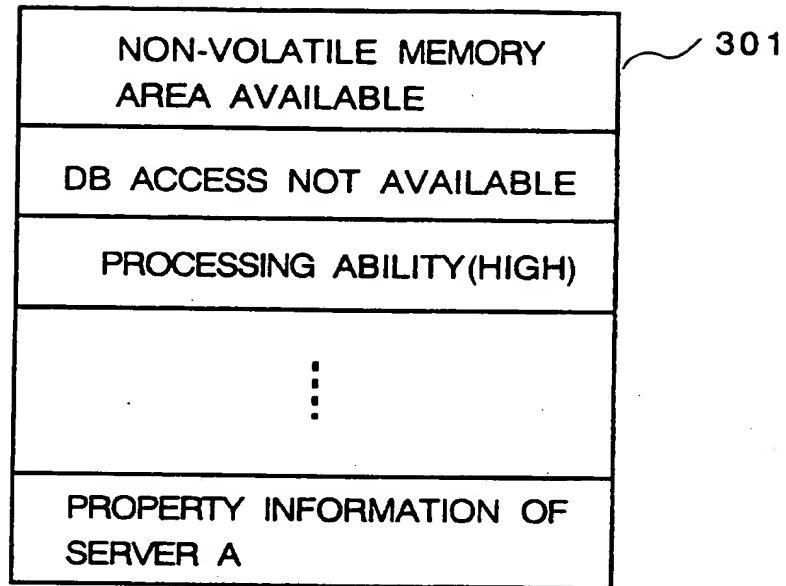 NON-VOLATILE MEMORY
AREA AVAILABLE
301
DB ACCESS NOT AVAILABLE
PROCESSING ABILITY(HIGH)
PROPERTY INFORMATION OF
SERVER A